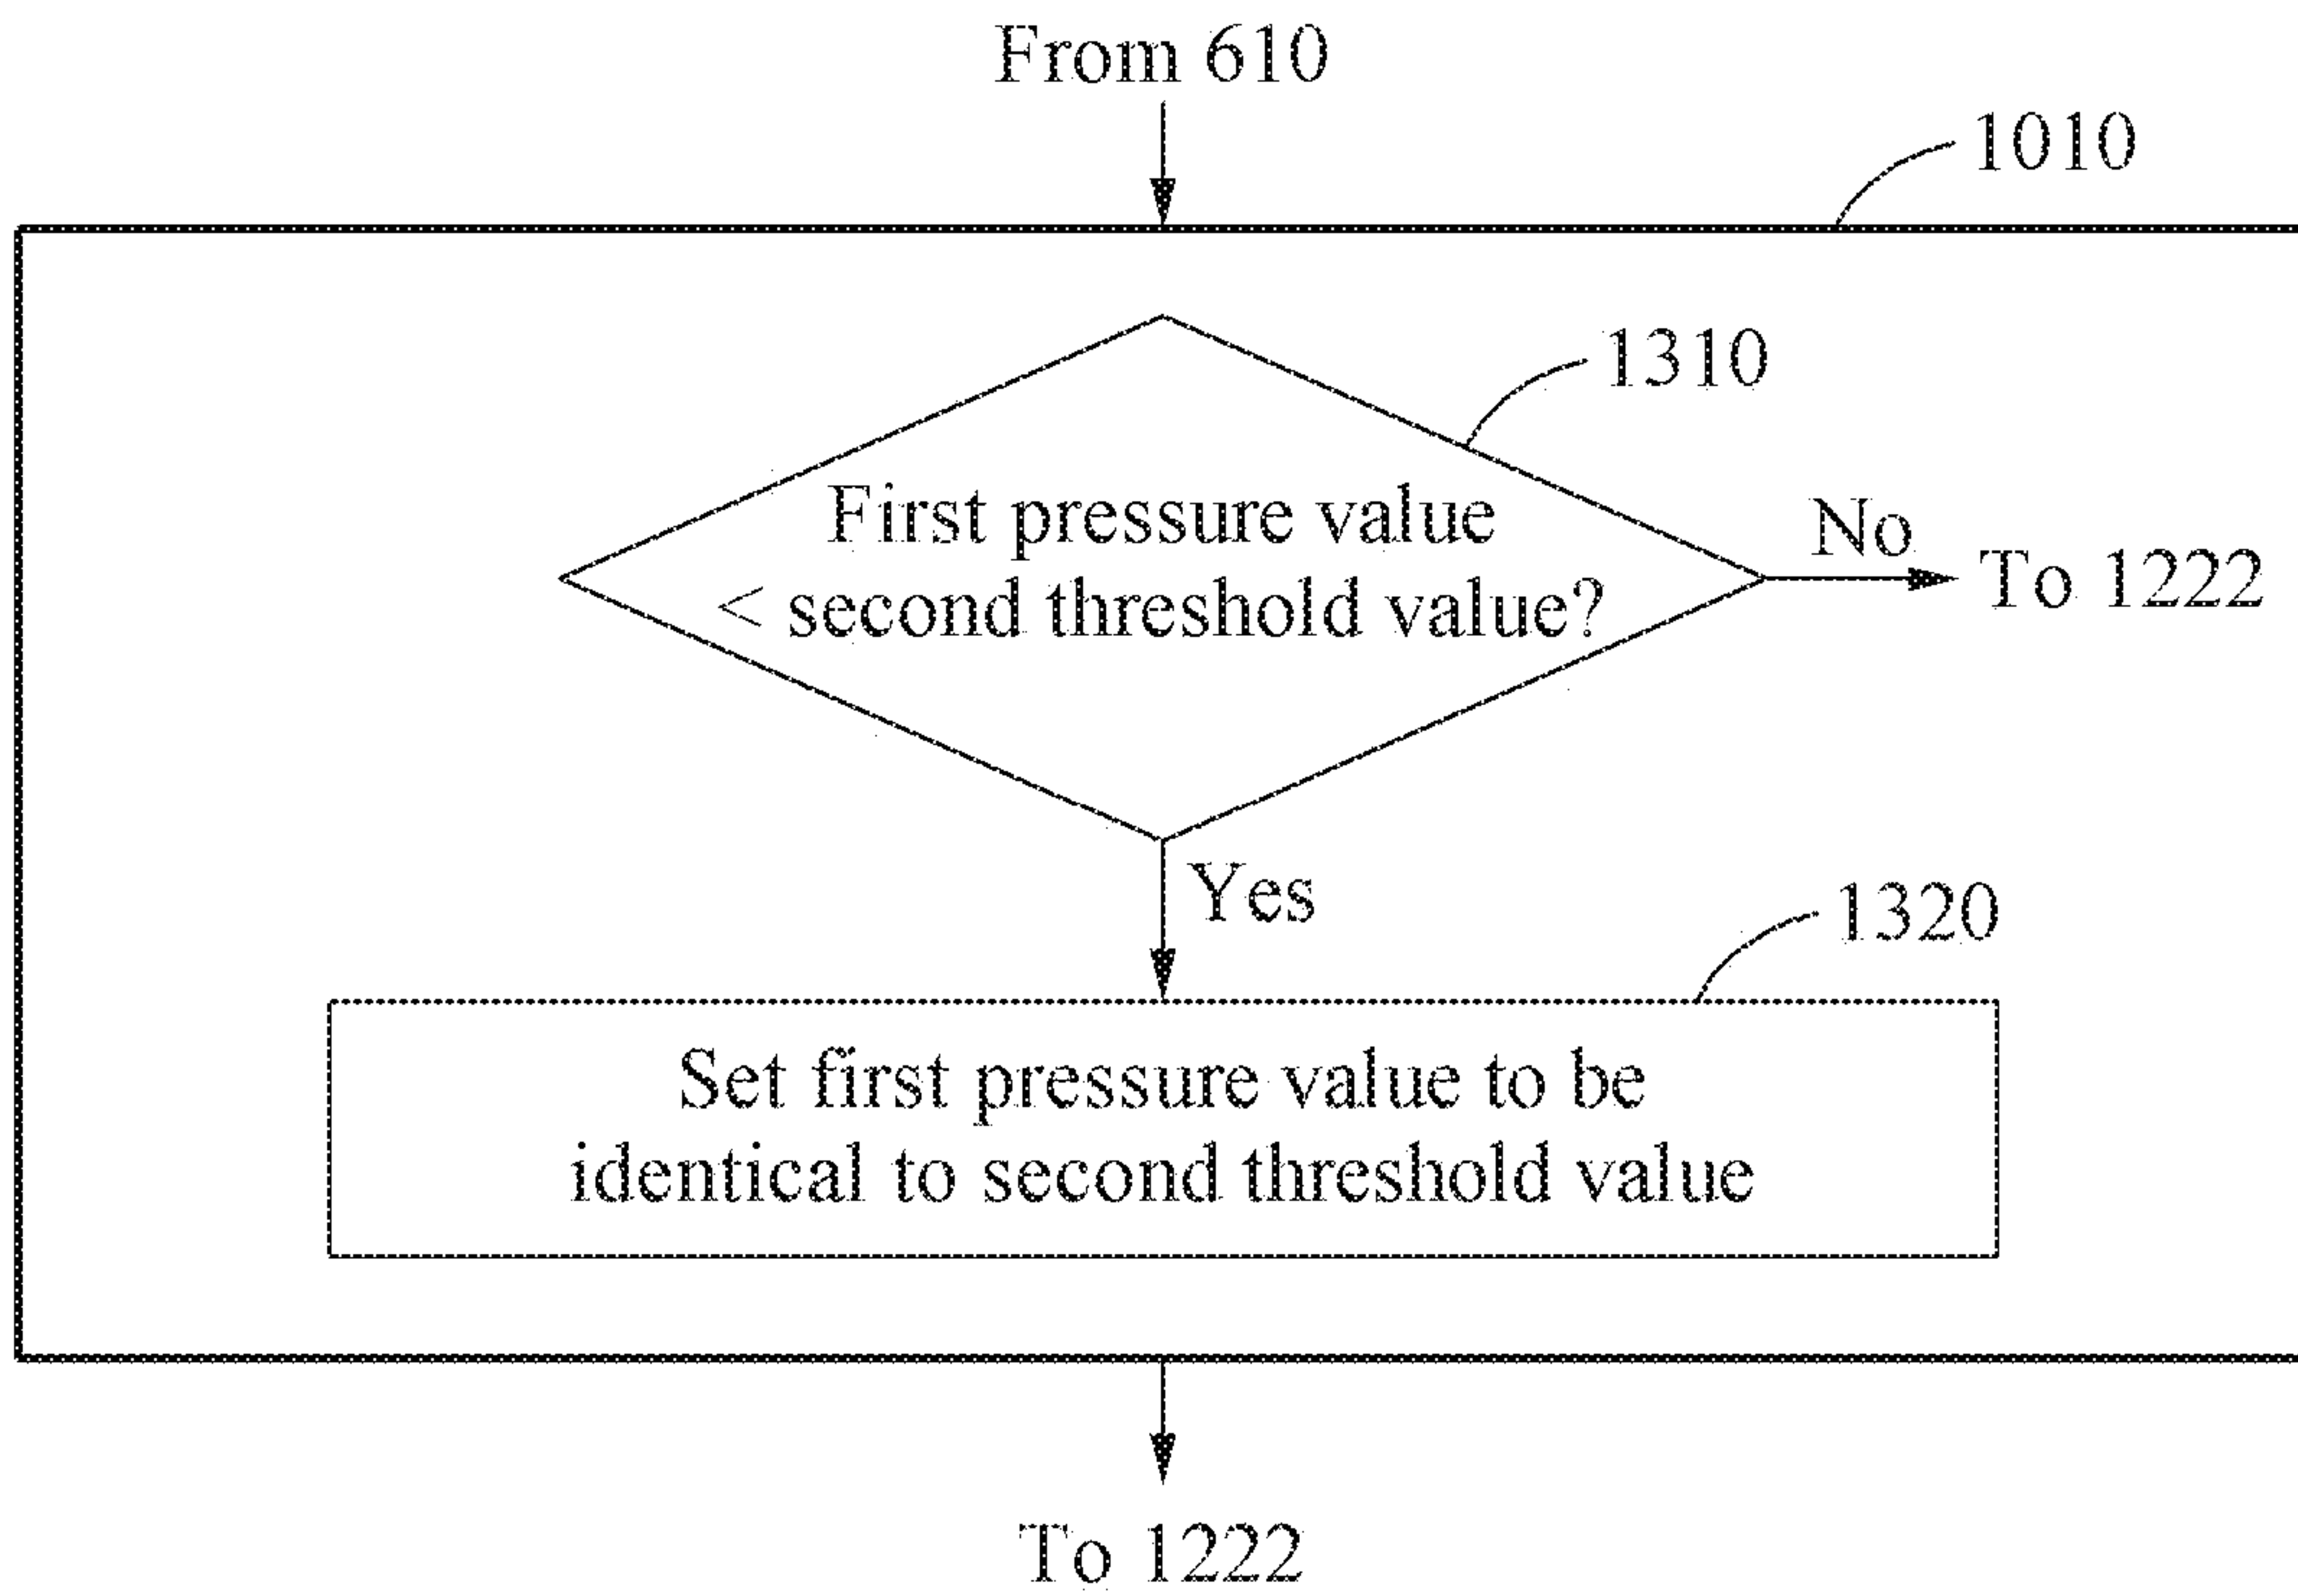 From 610
1010
1310
First pressure value
< second threshold value?
No
To 1222
Yes
1320
Set first pressure value to be
identical to second threshold value
To 1222